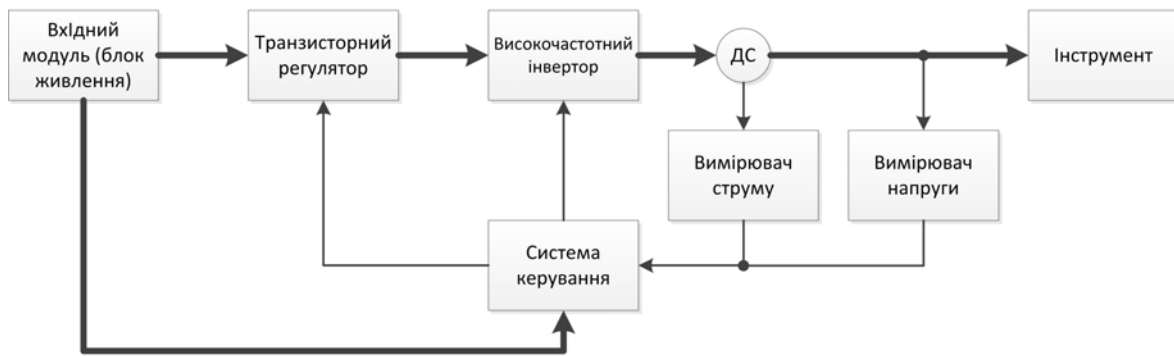 ВхІдний
модуль (блок
живлення)
Транзисторний
регулятор
Високочастотний
інвертор
ДС
Інструмент
Вимірювач
струму
Вимірювач
напруги
Система
керування